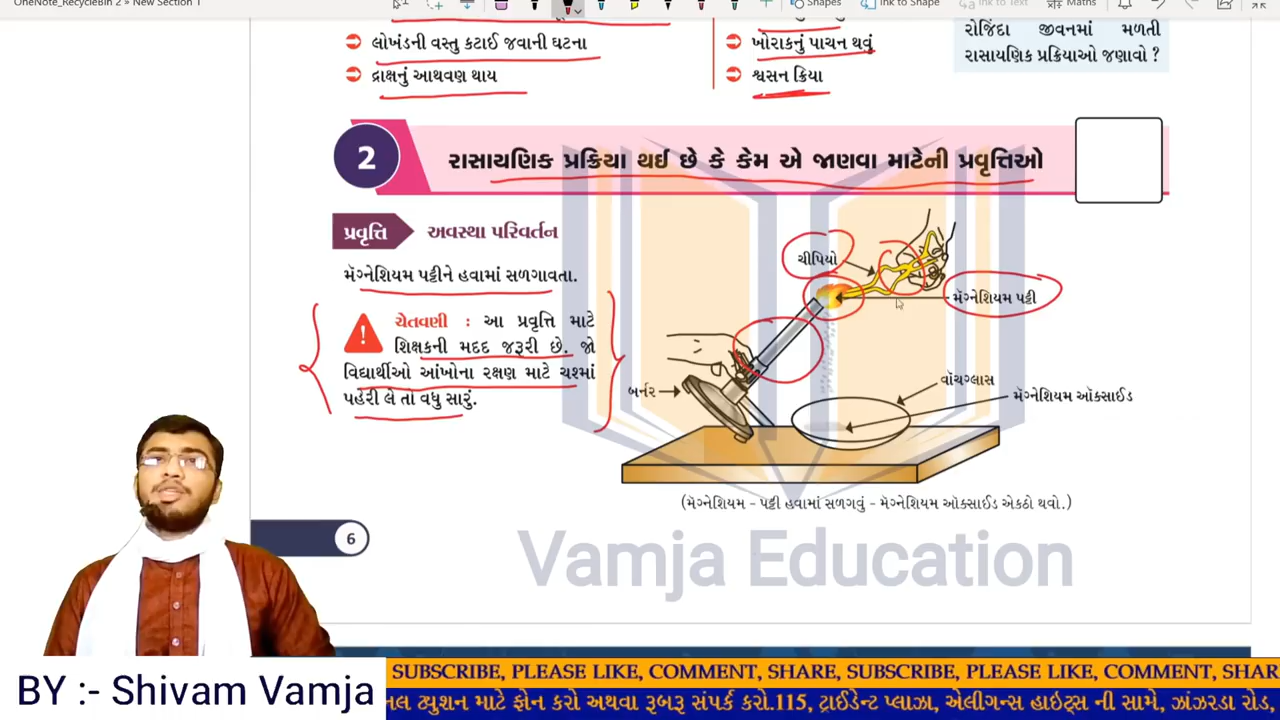 OneNote_RecycleBin 2 » New Section 1
Shapes
Ink to Shape
Ink to Text
Maths
લોખંડની વસ્તુ કટાઈ જવાની ઘટના
દ્રાક્ષનું આથવણ થાય
ખોરાકનું પાચન થવું
શ્વસન ક્રિયા
રોજિંદા જીવનમાં મળતી
રાસાયણિક પ્રક્રિયાઓ જણાવો ?
2
રાસાયણિક પ્રક્રિયા થઈ છે કે કેમ એ જાણવા માટેની પ્રવૃત્તિઓ
પ્રવૃત્તિ
અવસ્થા પરિવર્તન
મૅગ્નેશિયમ પટ્ટીને હવામાં સળગાવતા.
ચેતવણી : આ પ્રવૃત્તિ માટે
શિક્ષકની મદદ જરૂરી છે. જો
વિદ્યાર્થીઓ આંખોના રક્ષણ માટે ચશ્માં
પહેરી લે તો વધુ સારું.
ચીપિયો
મૅગ્નેશિયમ પટ્ટી
બર્નર
વૉચગ્લાસ
મૅગ્નેશિયમ ઑક્સાઈડ
(મૅગ્નેશિયમ - પટ્ટી હવામાં સળગવું - મૅગ્નેશિયમ ઑક્સાઈડ એકઠો થવો.)
6
Vamja Education
BY :- Shivam Vamja
SUBSCRIBE, PLEASE LIKE, COMMENT, SHARE, SUBSCRIBE, PLEASE LIKE, COMMENT, SHAR
ટ્યુશન માટે ફોન કરો અથવા રૂબરૂ સંપર્ક કરો.115, ટ્રાઈડેન્ટ પ્લાઝા, એલીગન્સ હાઇટ્સ ની સામે, ઝાંઝરડા રોડ,